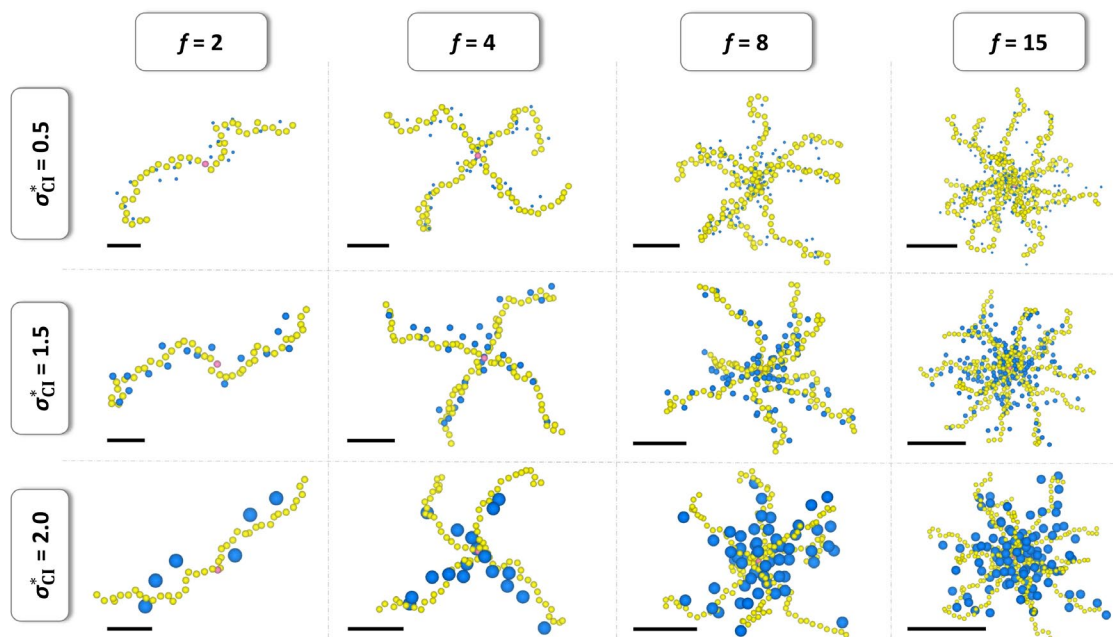 f = 2
f = 4
f = 8
f = 15
σ*CI = 0.5
σ*CI = 1.5
σ*CI = 2.0